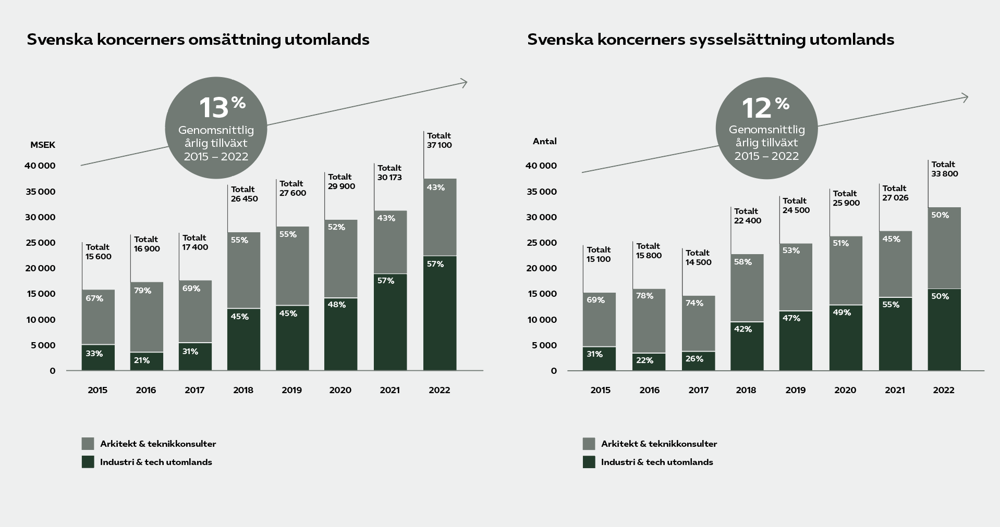 Svenska koncerners omsättning utomlands
13%
Genomsnittlig
årlig tillväxt
2015 – 2022
MSEK
40 000
35 000
30 000
25 000
20 000
15 000
10 000
5 000
0
Totalt
15 600
67%
33%
Totalt
16 900
79%
21%
Totalt
17 400
69%
31%
Totalt
26 450
55%
45%
Totalt
27 600
55%
45%
Totalt
29 900
52%
48%
Totalt
30 173
43%
57%
Totalt
37 100
43%
57%
2015 2016 2017 2018 2019 2020 2021 2022
Arkitekt & teknikkonsulter
Industri & tech utomlands
Svenska koncerners sysselsättning utomlands
12%
Genomsnittlig
årlig tillväxt
2015 – 2022
Antal
40 000
35 000
30 000
25 000
20 000
15 000
10 000
5 000
0
Totalt
15 100
69%
31%
Totalt
15 800
78%
22%
Totalt
14 500
74%
26%
Totalt
22 400
58%
42%
Totalt
24 500
53%
47%
Totalt
25 900
51%
49%
Totalt
27 026
45%
55%
Totalt
33 800
50%
50%
2015 2016 2017 2018 2019 2020 2021 2022
Arkitekt & teknikkonsulter
Industri & tech utomlands